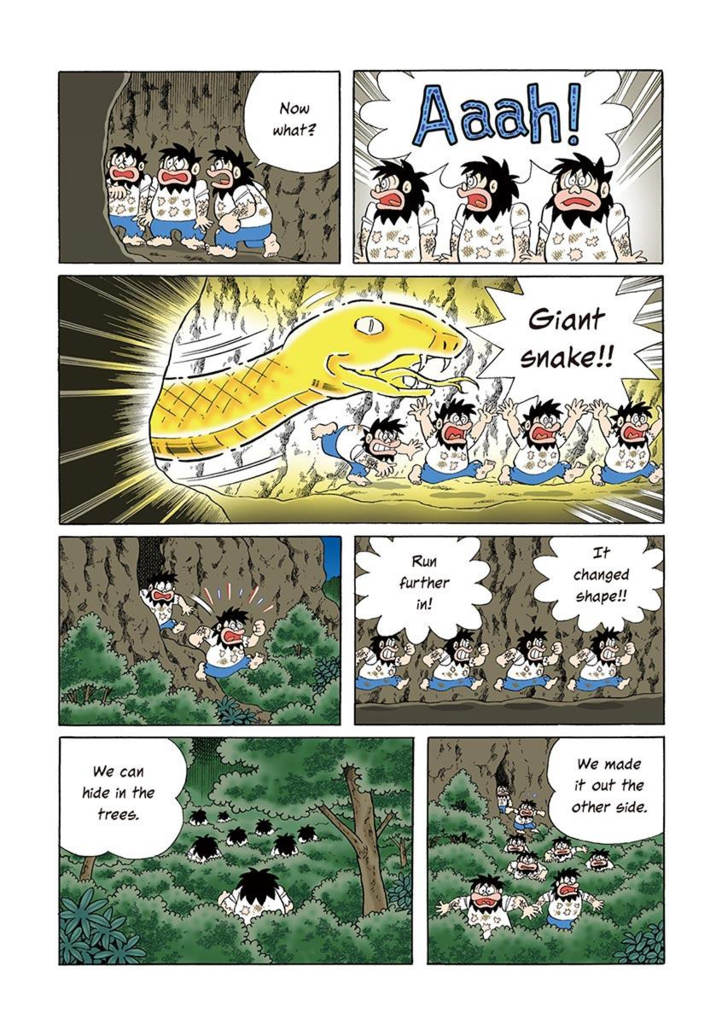 Aaah!
Now
what?
Giant
snake!!
It
changed
shape!!
Run
further
in!
We made
it out the
other side.
We can
hide in the
trees.